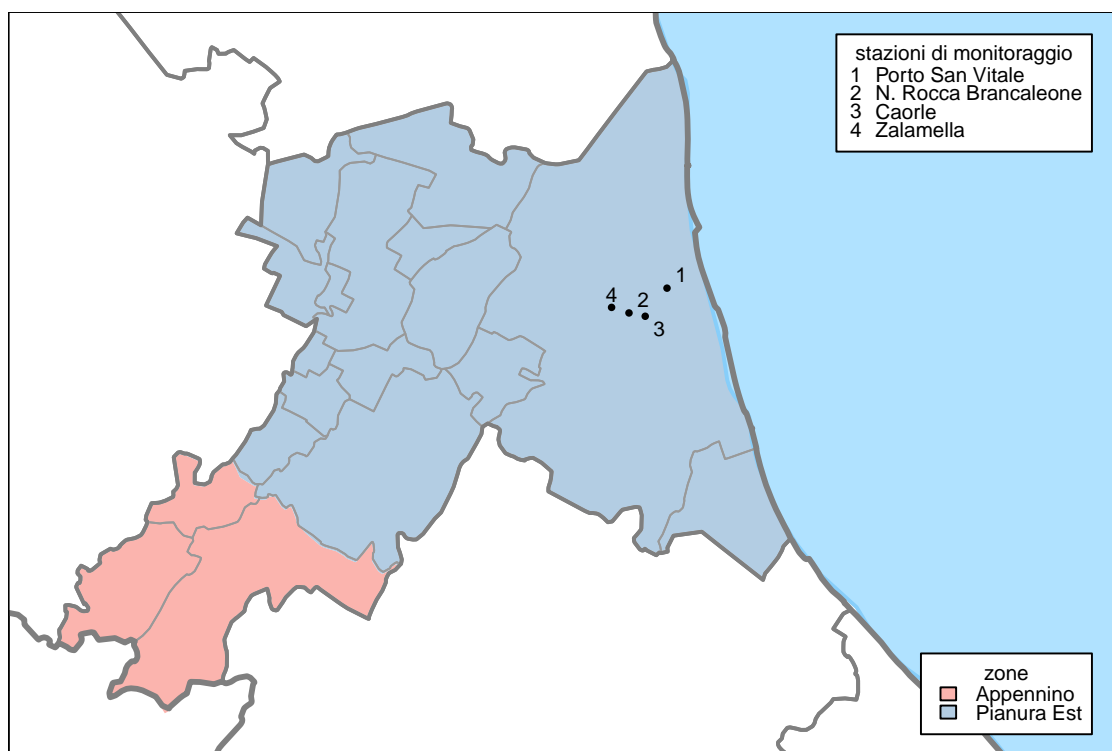 stazioni di monitoraggio
1 Porto San Vitale
2 N. Rocca Brancaleone
3 Caorle
4 Zalamella
1
4
2
3
zone
Appennino
Pianura Est